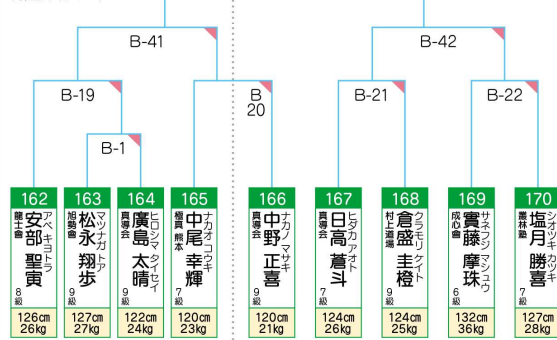 B-41
B-42
B-19
B
20
B-21
B-22
B-1
162
アベ キヨトラ
安部 聖寅
龍士會
8級
126cm
26kg
163
マツナガ トア
松永 翔歩
旭勢會
9級
127cm
27kg
164
ヒロシマ タイセイ
廣島 太晴
真導会
9級
122cm
24kg
165
ナカオ コウキ
中尾 幸輝
極真 熊本
7級
120cm
23kg
166
ナカノ マサキ
中野 正喜
真導会
9級
120cm
21kg
167
ヒダカ アオト
日高 蒼斗
真導会
7級
124cm
26kg
168
クラモリ ケイト
倉盛 圭橙
村上道場
9級
124cm
25kg
169
サネフジ マシュウ
實藤 摩珠
成心會
6級
132cm
36kg
170
シオツキ カツキ
塩月 勝喜
叢林塾
7級
127cm
28kg